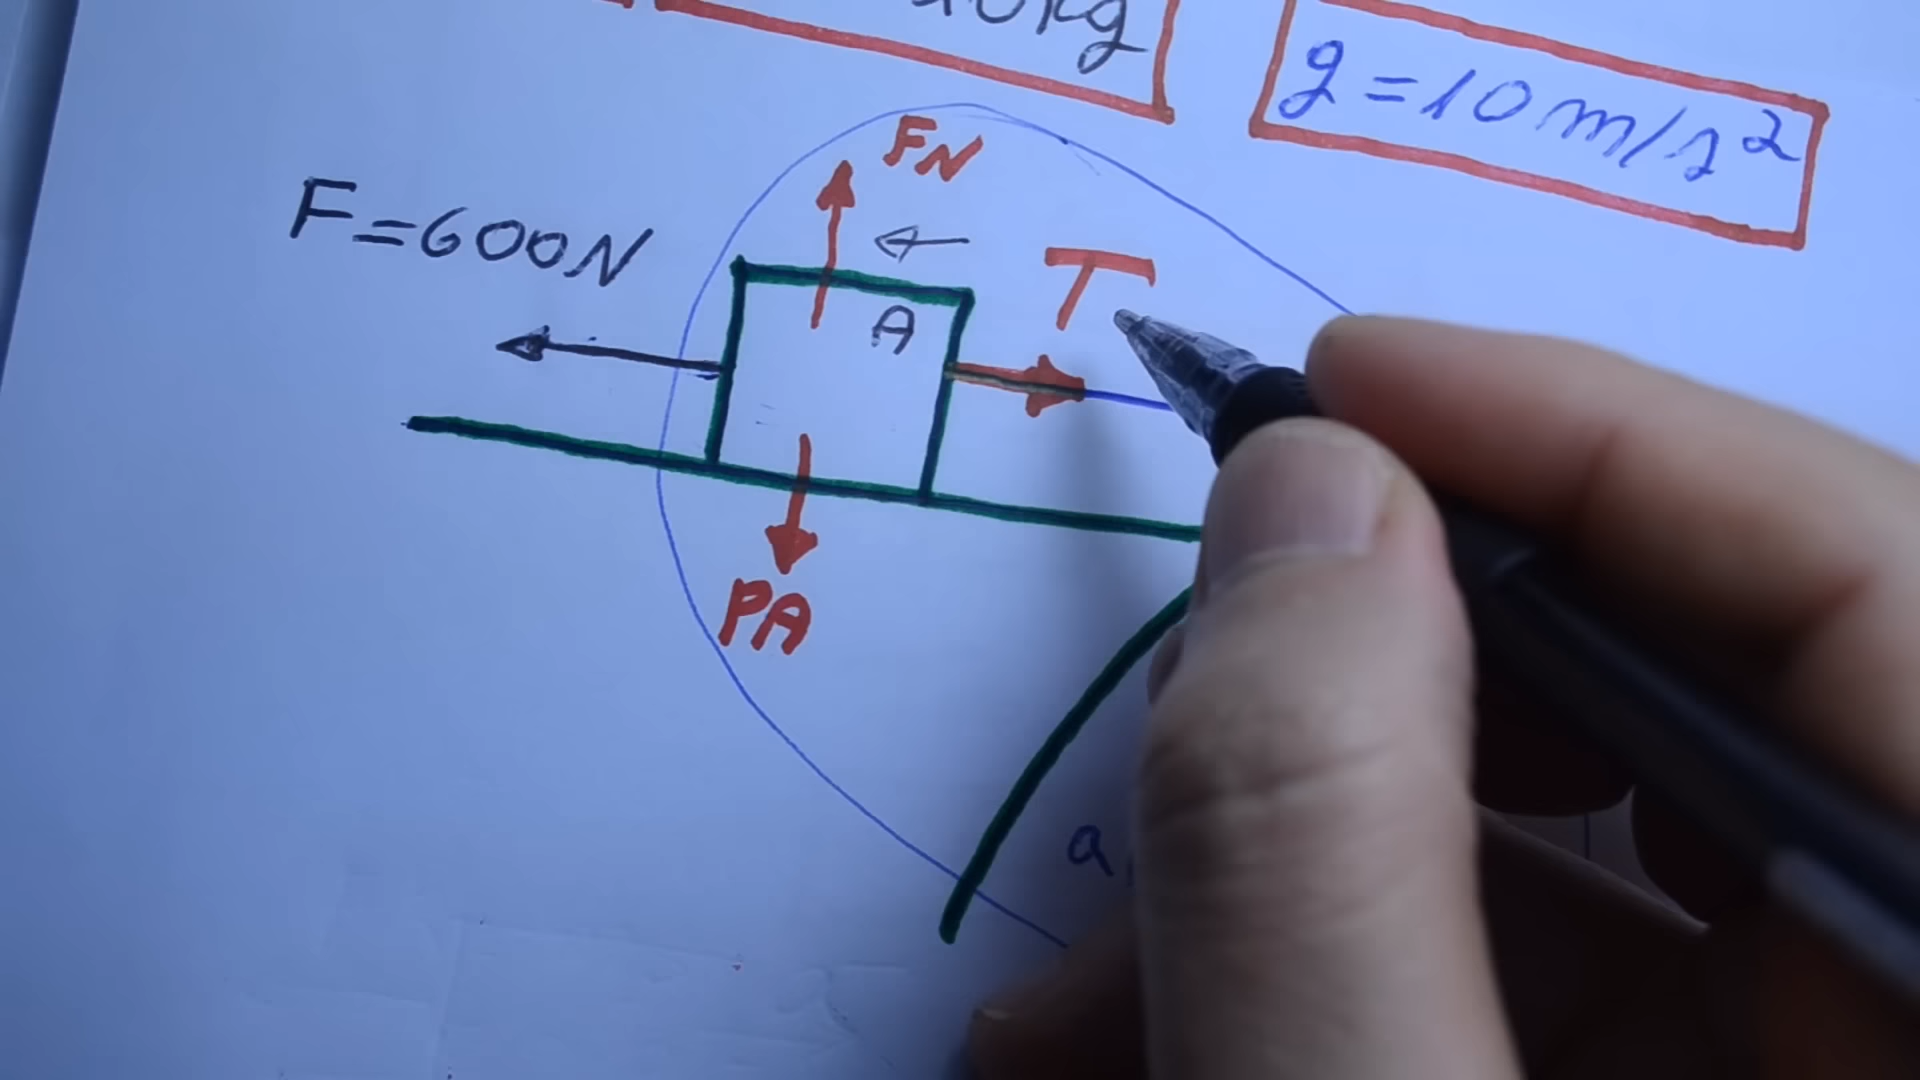 g = 10 m/s²
FN
F = 600N
T
A
PA
a